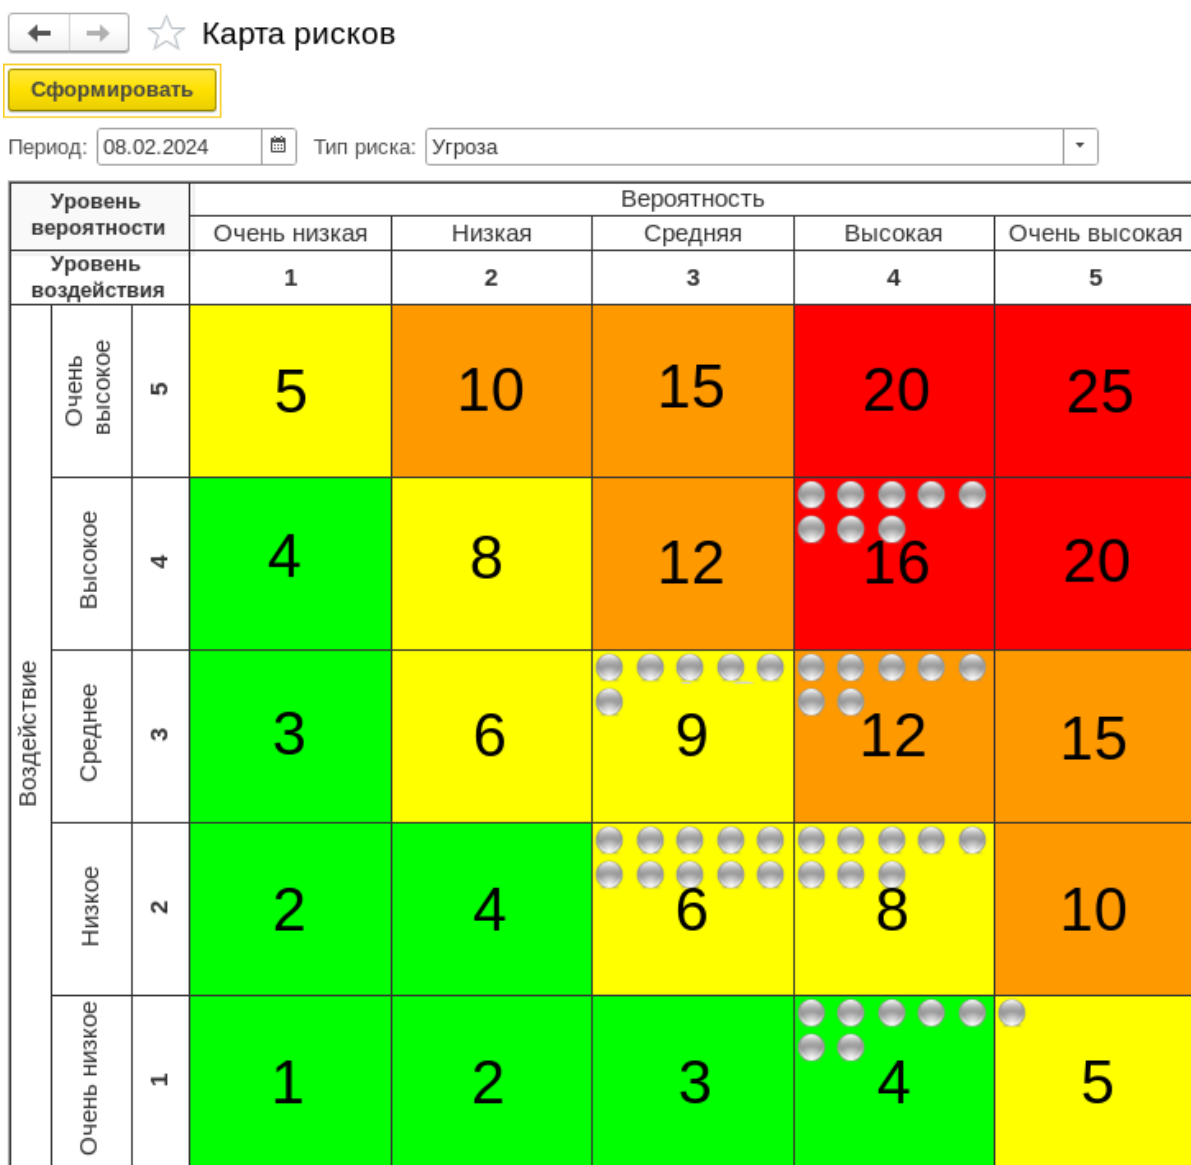 Карта рисков
Сформировать
Период: 08.02.2024 Тип риска: Угроза
Уровень вероятности
Вероятность
Очень низкая Низкая Средняя Высокая Очень высокая
Уровень воздействия
1 2 3 4 5
Воздействие
Очень высокое 5 5 10 15 20 25
Высокое 4 4 8 12 16 20
Среднее 3 3 6 9 12 15
Низкое 2 2 4 6 8 10
Очень низкое 1 1 2 3 4 5